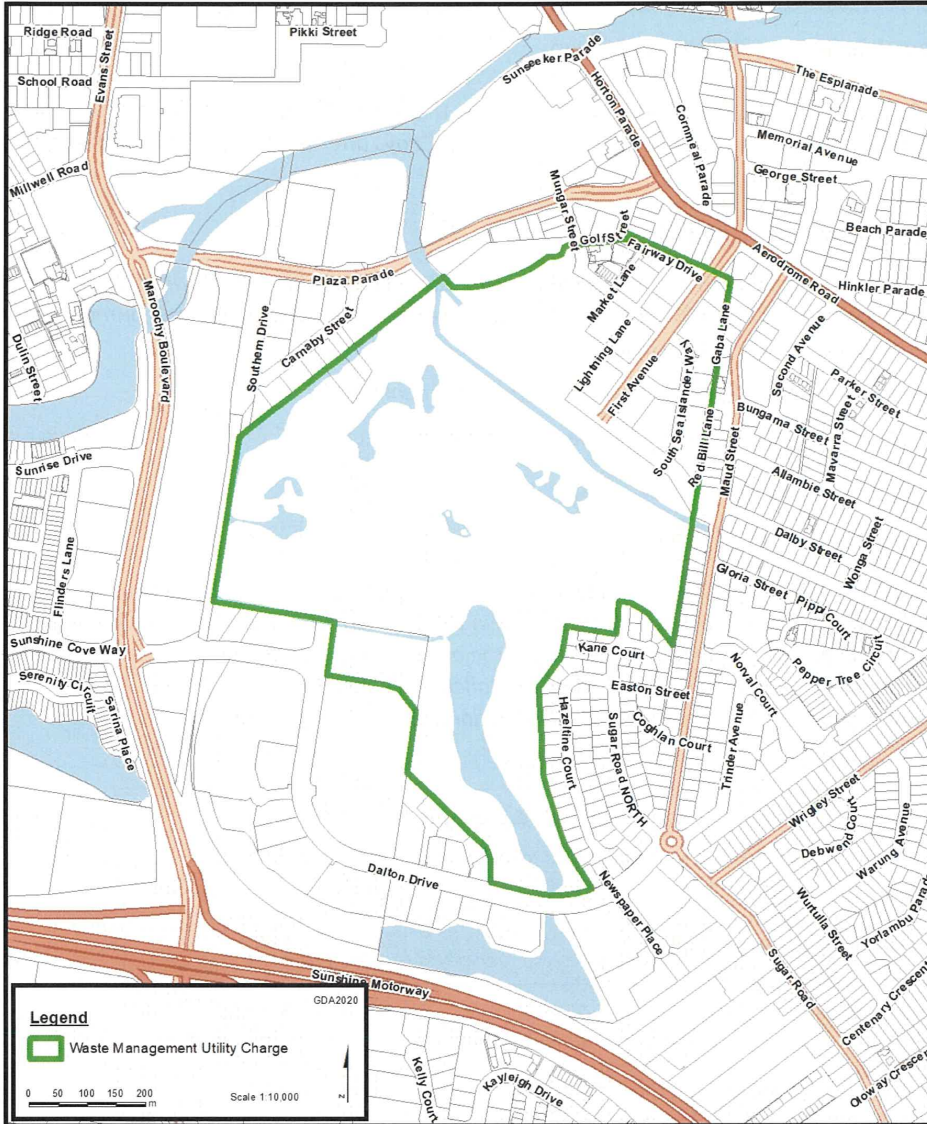 Ridge Road
Pikki Street
School Road
Evans Street
Sunseeker Parade
Horton Parade
The Esplanade
Cornmeal Parade
Memorial Avenue
George Street
Millwell Road
Mungar Street
Golf Street
Beach Parade
Fairway Drive
Plaza Parade
Aerodrome Road
Hinkler Parade
Maroochy Boulevard
Southern Drive
Carnaby Street
Market Lane
Lightning Lane
First Avenue
Gaba Lane
Second Avenue
Dulin Street
Parker Street
South Sea Islander Way
Bungama Street
Mavarra Street
Sunrise Drive
Red Bill Lane
Maud Street
Allambie Street
Dalby Street
Wonga Street
Flinders Lane
Gloria Street
Pippi Court
Sunshine Cove Way
Kane Court
Norval Court
Pepper Tree Circuit
Serenity Circuit
Sarina Place
Easton Street
Hazeltine Court
Sugar Road NORTH
Coghlan Court
Trinder Avenue
Wrigley Street
Debwend Court
Warung Avenue
Dalton Drive
Newspaper Place
Wurtulla Street
Yorlambu Parade
Sunshine Motorway
Sugar Road
Centenary Crescent
Oloway Crescent
Kelly Court
Kayleigh Drive
GDA2020
Legend
Waste Management Utility Charge
0 50 100 150 200
m
Scale 1:10,000
N